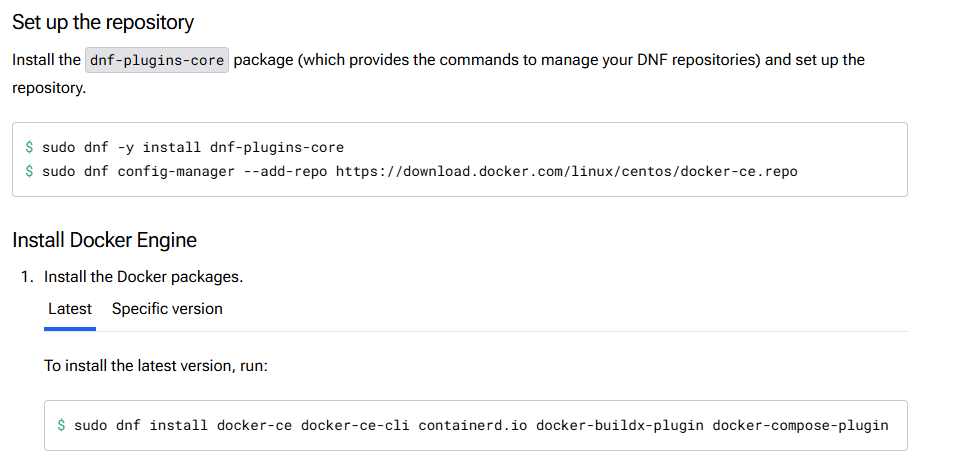 Set up the repository
Install the dnf-plugins-core package (which provides the commands to manage your DNF repositories) and set up the
repository.
$ sudo dnf -y install dnf-plugins-core
$ sudo dnf config-manager --add-repo https://download.docker.com/linux/centos/docker-ce.repo
Install Docker Engine
1. Install the Docker packages.
Latest Specific version
To install the latest version, run:
$ sudo dnf install docker-ce docker-ce-cli containerd.io docker-buildx-plugin docker-compose-plugin